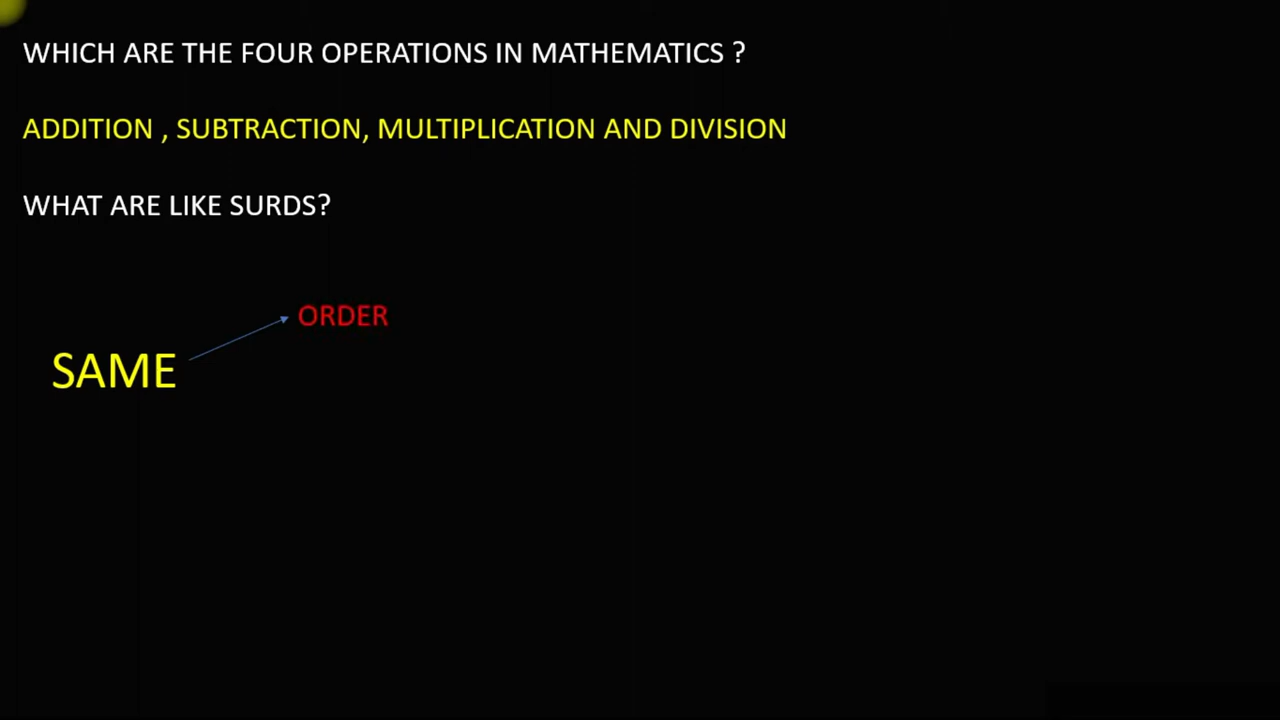 WHICH ARE THE FOUR OPERATIONS IN MATHEMATICS ?
ADDITION , SUBTRACTION, MULTIPLICATION AND DIVISION
WHAT ARE LIKE SURDS?
ORDER
SAME